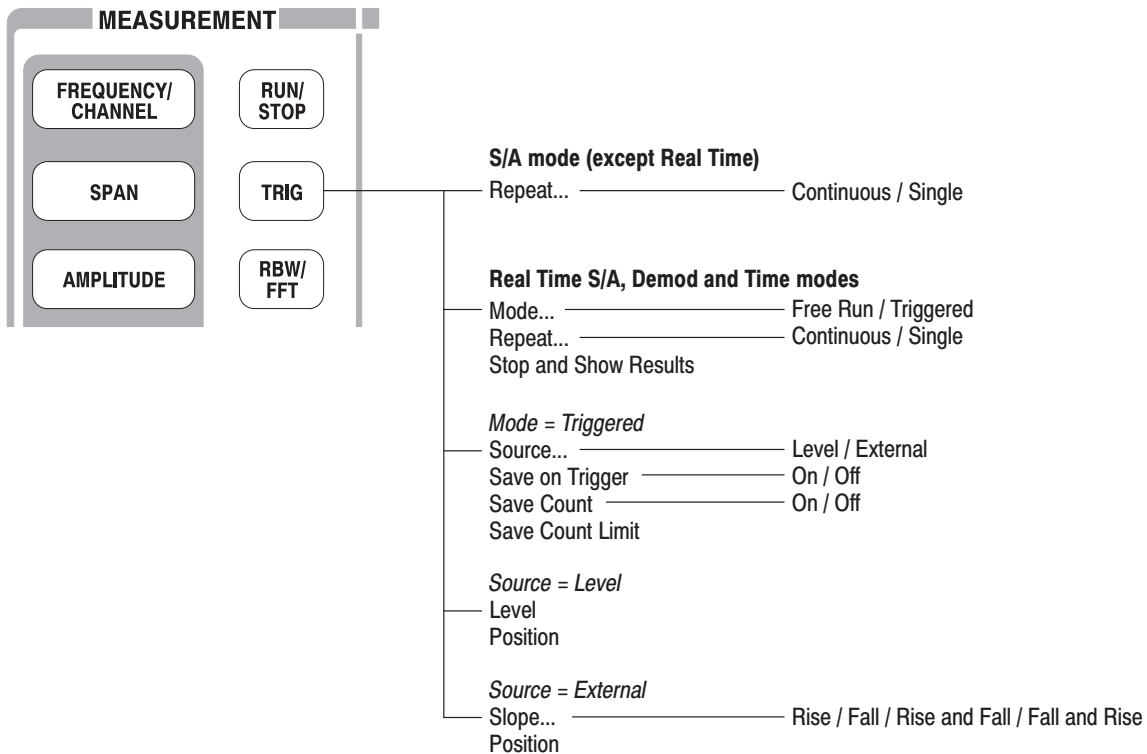 MEASUREMENT
FREQUENCY/
CHANNEL
RUN/
STOP
SPAN
TRIG
AMPLITUDE
RBW/
FFT
S/A mode (except Real Time)
Repeat... Continuous / Single
Real Time S/A, Demod and Time modes
Mode... Free Run / Triggered
Repeat... Continuous / Single
Stop and Show Results
Mode = Triggered
Source... Level / External
Save on Trigger On / Off
Save Count On / Off
Save Count Limit
Source = Level
Level
Position
Source = External
Slope... Rise / Fall / Rise and Fall / Fall and Rise
Position